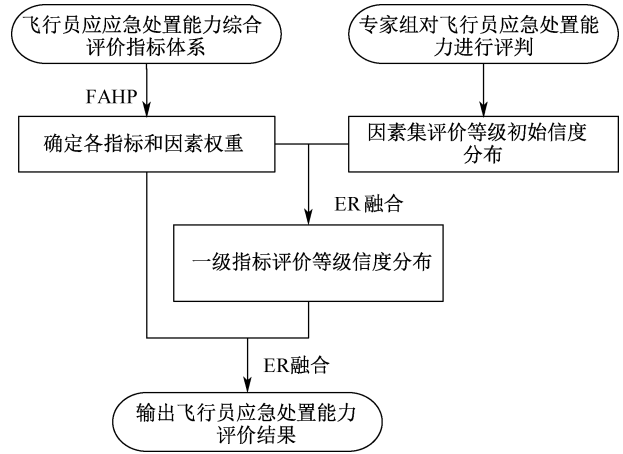 飞行员应应急处置能力综合
评价指标体系
专家组对飞行员应急处置能
力进行评判
FAHP
确定各指标和因素权重
因素集评价等级初始信度
分布
ER融合
一级指标评价等级信度分布
ER融合
输出飞行员应急处置能力
评价结果